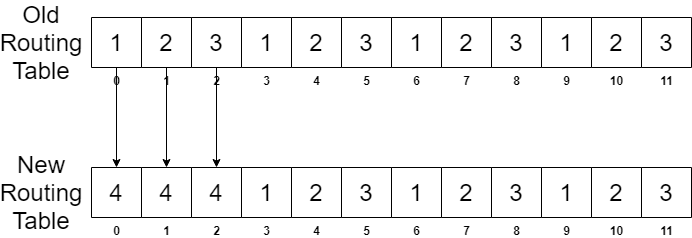 Old
Routing
Table
1 2 3 1 2 3 1 2 3 1 2 3
0 1 2 3 4 5 6 7 8 9 10 11
New
Routing
Table
4 4 4 1 2 3 1 2 3 1 2 3
0 1 2 3 4 5 6 7 8 9 10 11